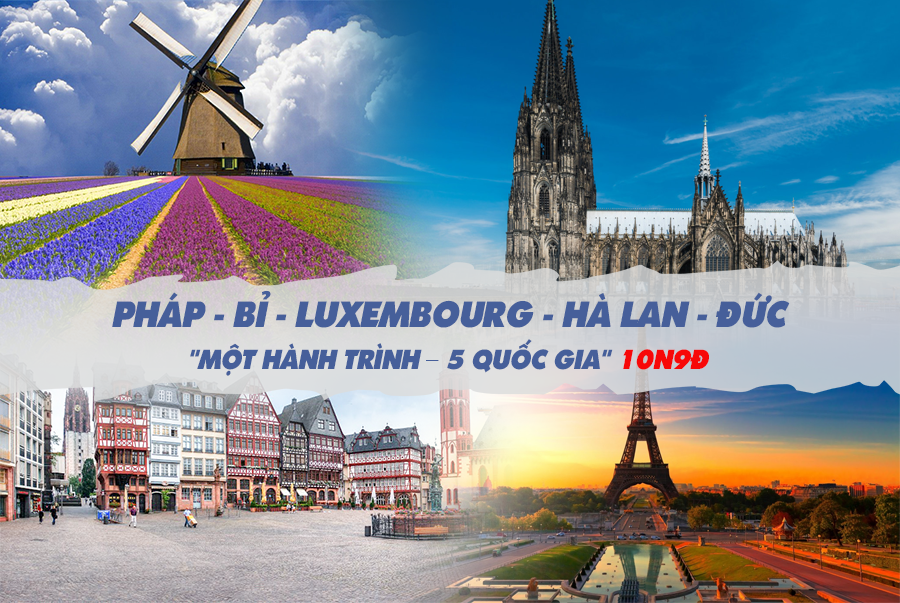 PHÁP - BỈ - LUXEMBOURG - HÀ LAN - ĐỨC
"MỘT HÀNH TRÌNH – 5 QUỐC GIA" 10N9Đ